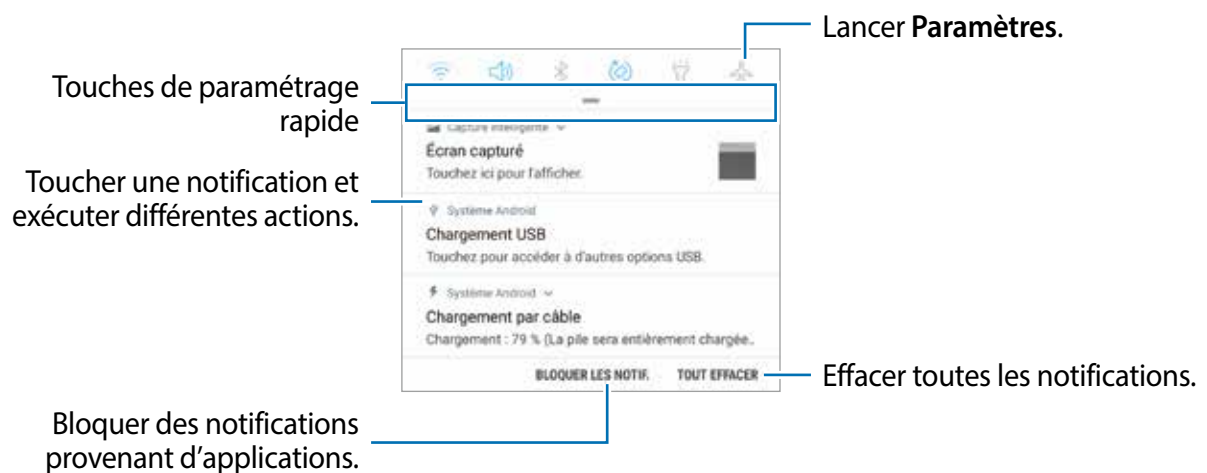 Lancer Paramètres.
Touches de paramétrage
rapide
Capture intelligente
Écran capturé
Touchez ici pour l'afficher.
Toucher une notification et
exécuter différentes actions.
Système Android
Chargement USB
Touchez pour accéder à d'autres options USB.
Système Android
Chargement par câble
Chargement : 79 % (La pile sera entièrement chargée..
BLOQUER LES NOTIF. TOUT EFFACER
Effacer toutes les notifications.
Bloquer des notifications
provenant d’applications.